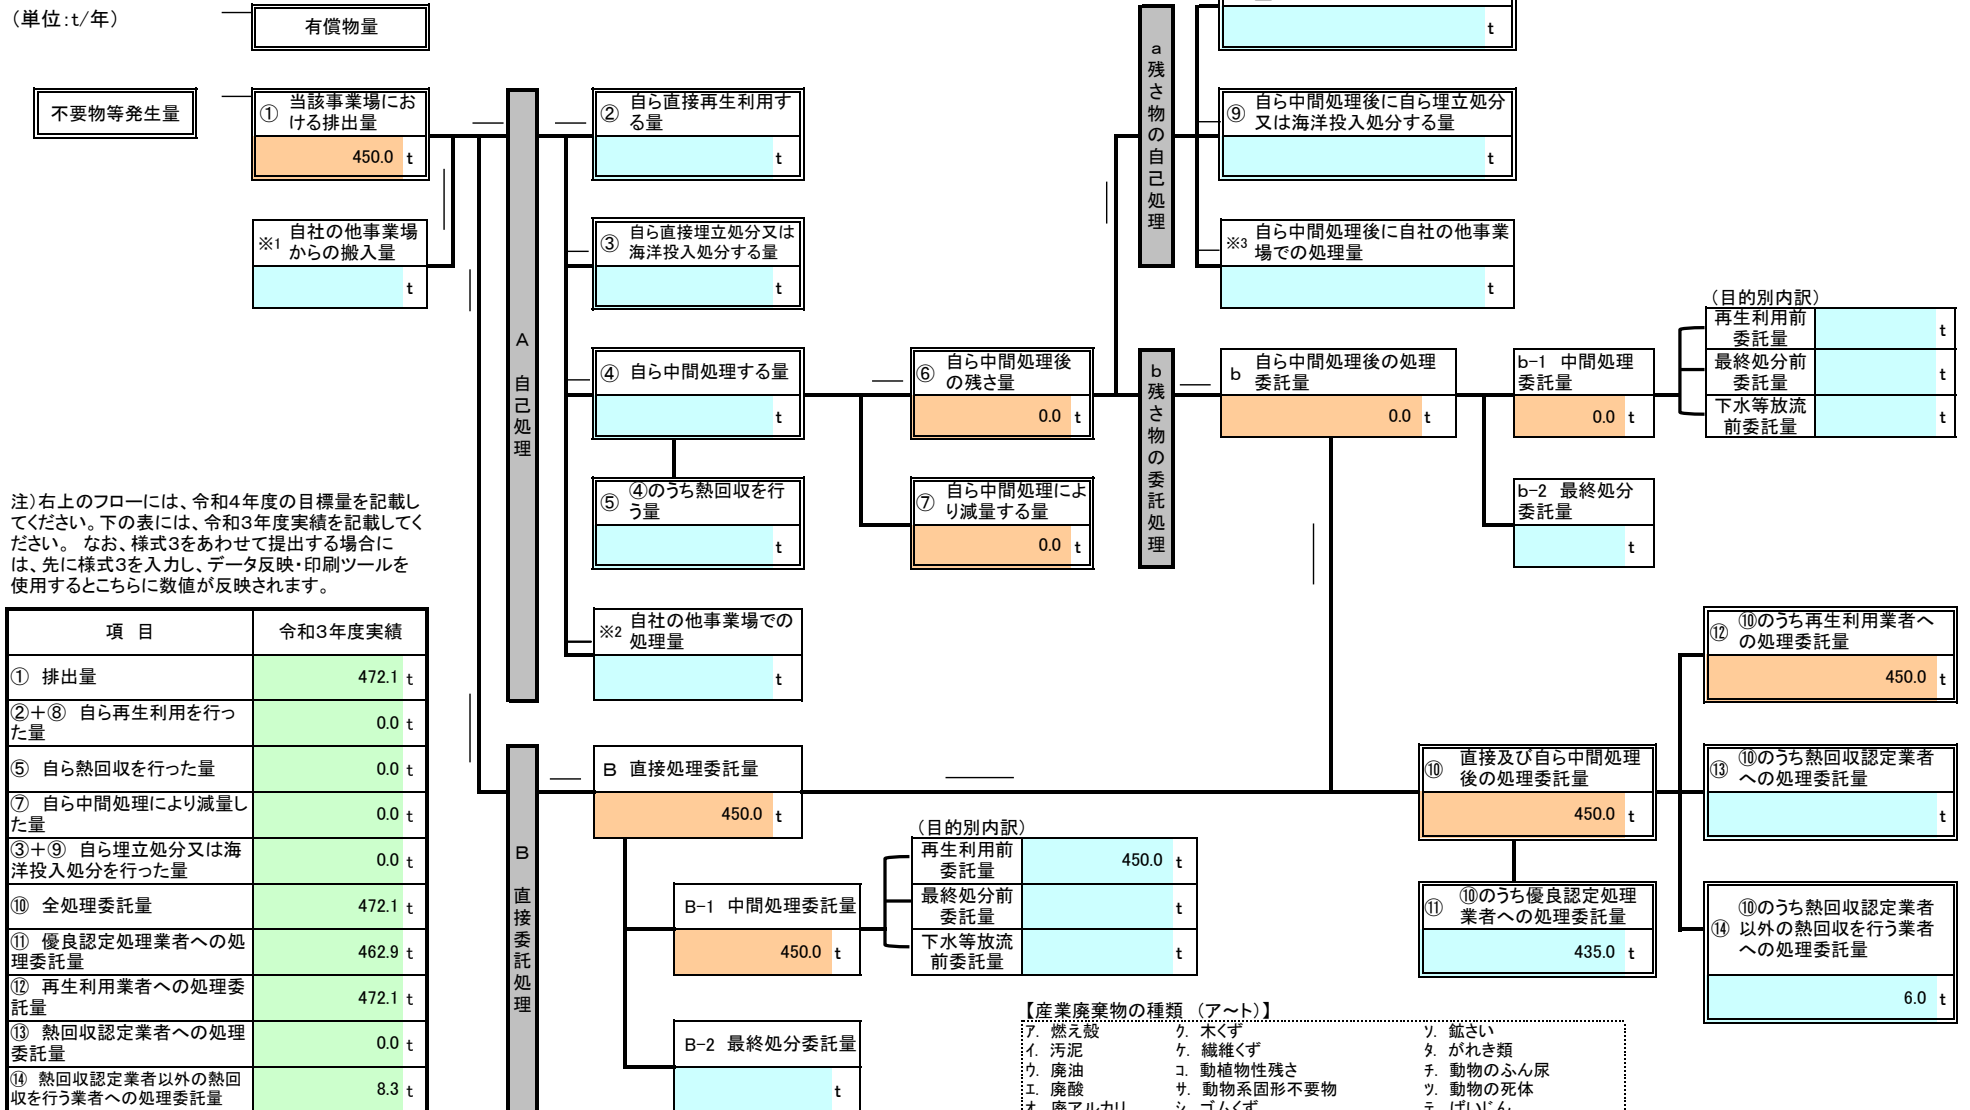 （単位:t/年）
有償物量
t
不要物等発生量
① 当該事業場にお
ける排出量
450.0 t
※1 自社の他事業場
からの搬入量
t
A 自己処理
② 自ら直接再生利用す
る量
t
③ 自ら直接埋立処分又は
海洋投入処分する量
t
④ 自ら中間処理する量
t
⑤ ④のうち熱回収を行
う量
t
※2 自社の他事業場での
処理量
t
⑥ 自ら中間処理後
の残さ量
0.0 t
⑦ 自ら中間処理によ
り減量する量
0.0 t
a 残さ物の自己処理
⑨ 自ら中間処理後に自ら埋立処分
又は海洋投入処分する量
t
※3 自ら中間処理後に自社の他事業
場での処理量
t
b 残さ物の委託処理
b 自ら中間処理後の処理
委託量
0.0 t
b-1 中間処理
委託量
0.0 t
b-2 最終処分
委託量
t
（目的別内訳）
再生利用前
委託量
t
最終処分前
委託量
t
下水等放流
前委託量
t
注）右上のフローには、令和4年度の目標量を記載し
てください。下の表には、令和3年度実績を記載してく
ださい。 なお、様式3をあわせて提出する場合に
は、先に様式3を入力し、データ反映・印刷ツールを
使用するとこちらに数値が反映されます。
項 目 令和3年度実績
① 排出量 472.1 t
②＋⑧ 自ら再生利用を行っ
た量 0.0 t
⑤ 自ら熱回収を行った量 0.0 t
⑦ 自ら中間処理により減量し
た量 0.0 t
③＋⑨ 自ら埋立処分又は海
洋投入処分を行った量 0.0 t
⑩ 全処理委託量 472.1 t
⑪ 優良認定処理業者への処
理委託量 462.9 t
⑫ 再生利用業者への処理委
託量 472.1 t
⑬ 熱回収認定業者への処理
委託量 0.0 t
⑭ 熱回収認定業者以外の熱回
収を行う業者への処理委託量 8.3 t
B 直接委託処理
B 直接処理委託量
450.0 t
B-1 中間処理委託量
450.0 t
B-2 最終処分委託量
t
（目的別内訳）
再生利用前
委託量
450.0 t
最終処分前
委託量
t
下水等放流
前委託量
t
⑩ 直接及び自ら中間処理
後の処理委託量
450.0 t
⑪ ⑩のうち優良認定処理
業者への処理委託量
435.0 t
⑫ ⑩のうち再生利用業者へ
の処理委託量
450.0 t
⑬ ⑩のうち熱回収認定業者
への処理委託量
t
⑭ ⑩のうち熱回収認定業者
以外の熱回収を行う業者
への処理委託量
6.0 t
【産業廃棄物の種類 （ア～ト）】
ｱ. 燃え殻 ｸ. 木くず ｿ. 鉱さい
ｲ. 汚泥 ｹ. 繊維くず ﾀ. がれき類
ｳ. 廃油 ｺ. 動植物性残さ ﾁ. 動物のふん尿
ｴ. 廃酸 ｻ. 動物系固形不要物 ﾂ. 動物の死体
ｵ. 廃アルカリ ｼ. ゴムくず ﾃ. ばいじん